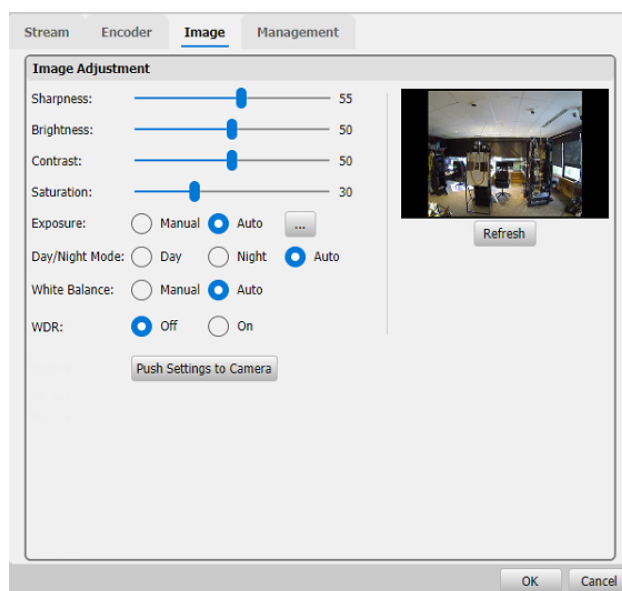 Stream Encoder Image Management
Image Adjustment
Sharpness: 55
Brightness: 50
Contrast: 50
Saturation: 30
Exposure: Manual Auto ...
Refresh
Day/Night Mode: Day Night Auto
White Balance: Manual Auto
WDR: Off On
Push Settings to Camera
OK Cancel